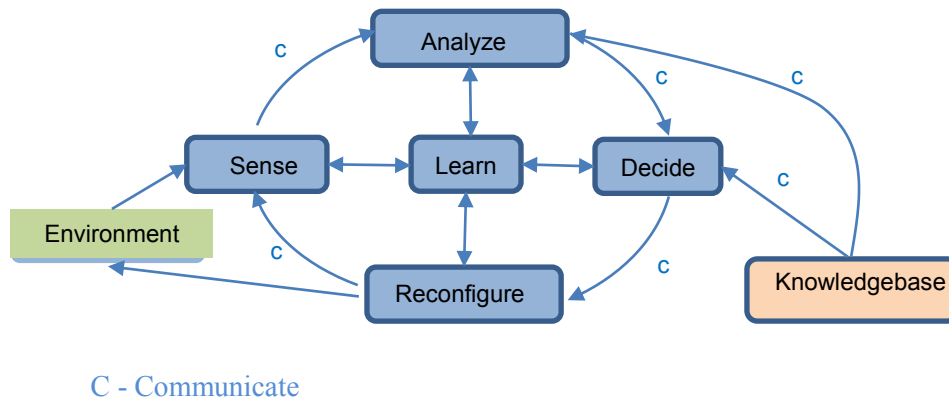 Analyze
c
c
c
Sense
Learn
Decide
c
Environment
c
c
Reconfigure
Knowledgebase
C - Communicate